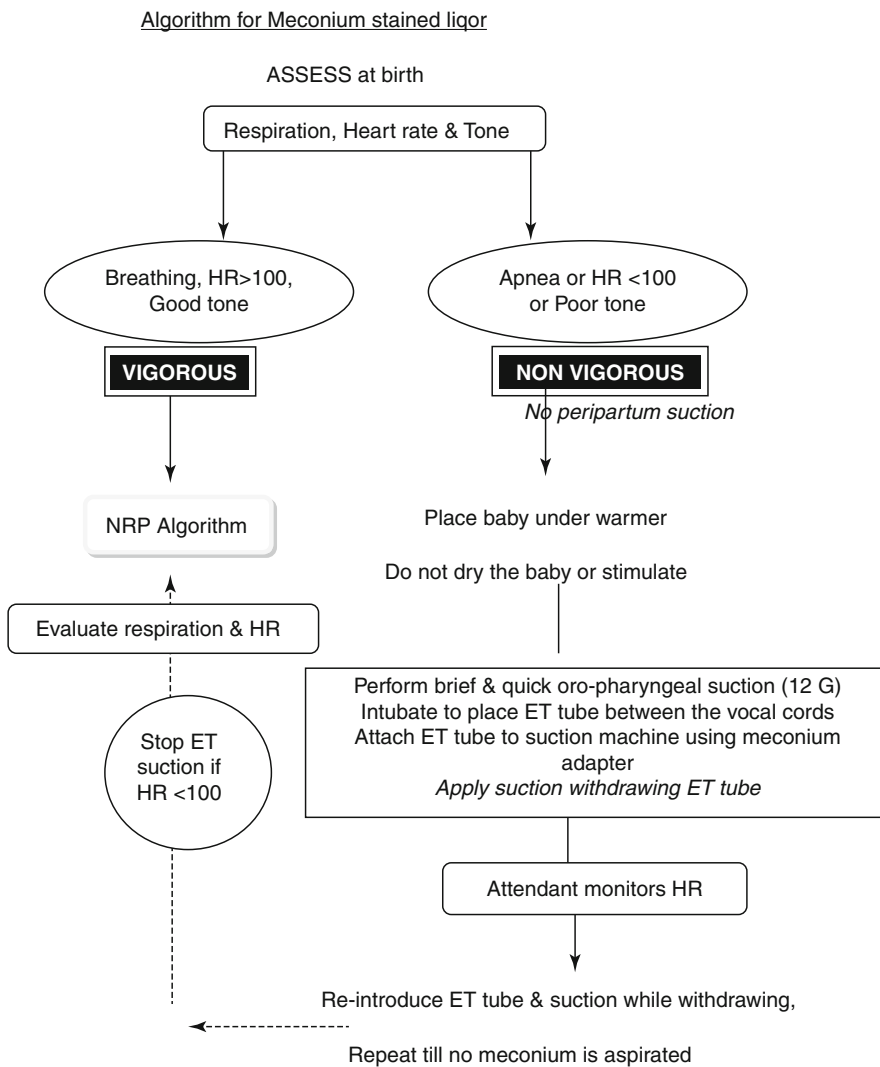 Algorithm for Meconium stained liqor
ASSESS at birth
Respiration, Heart rate & Tone
Breathing, HR>100,
Good tone
VIGOROUS
NRP Algorithm
Evaluate respiration & HR
Stop ET
suction if
HR <100
Apnea or HR <100
or Poor tone
NON VIGOROUS
No peripartum suction
Place baby under warmer
Do not dry the baby or stimulate
Perform brief & quick oro-pharyngeal suction (12 G)
Intubate to place ET tube between the vocal cords
Attach ET tube to suction machine using meconium
adapter
Apply suction withdrawing ET tube
Attendant monitors HR
Re-introduce ET tube & suction while withdrawing,
Repeat till no meconium is aspirated